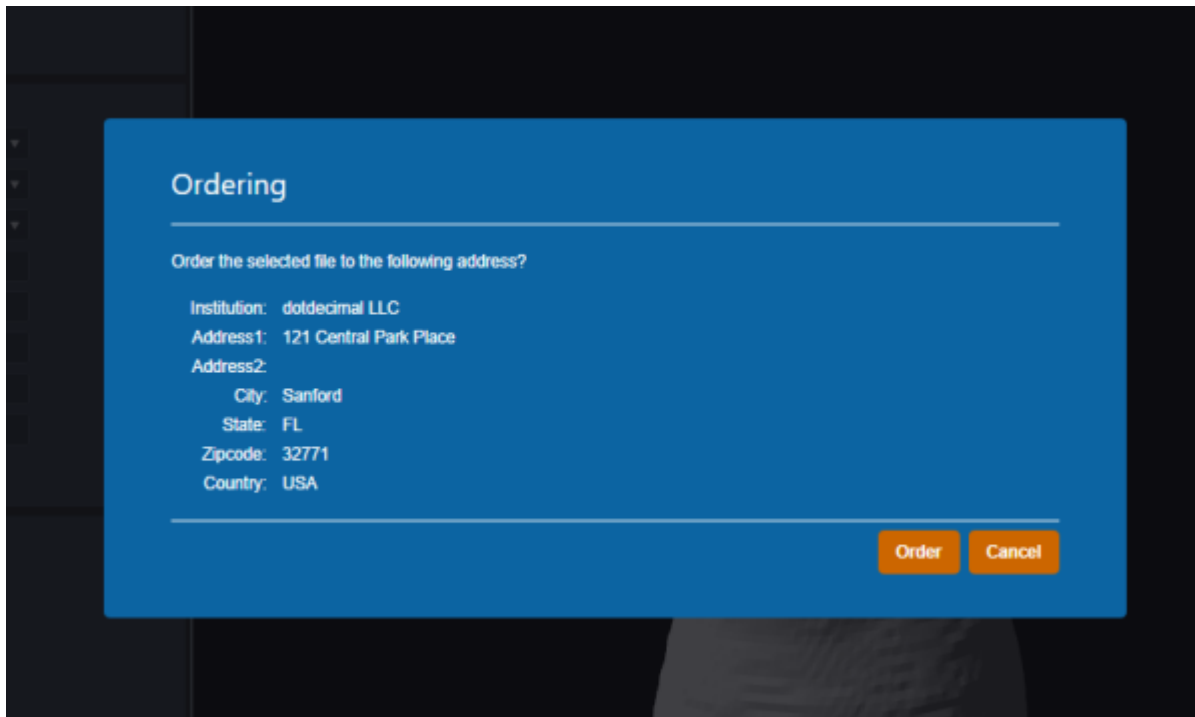 Ordering
Order the selected file to the following address?
Institution: dotdecimal LLC
Address1: 121 Central Park Place
Address2:
City: Sanford
State: FL
Zipcode: 32771
Country: USA
Order Cancel